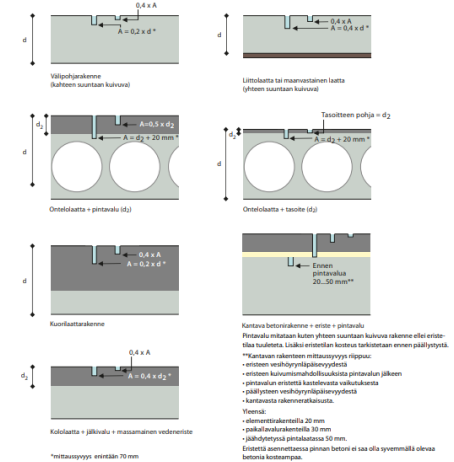 0,4 x A
d
A = 0,2 x d *
Välipohjarakenne
(kahteen suuntaan kuivuva)
d
0,4 x A
A = 0,4 x d *
Liittolaatta tai maanvastainen laatta
(yhteen suuntaan kuivuva)
d2
A=0,5 x d2
A = d2 + 20 mm *
d
Ontelolaatta + pintavalu (d2)
Tasoitteen pohja = d2
d2
A = d2 + 20 mm *
d
Ontelolaatta + tasoite (d2)
d
0,4 x A
A = 0,2 x d *
Kuorilaattarakenne
Ennen
pintavalua
20...50 mm**
Kantava betonirakenne + eriste + pintavalu
Pintavalu mitataan kuten yhteen suuntaan kuivuva rakenne ellei eriste-
tilaa tuuleteta. Lisäksi eristetilan kosteus tarkistetaan ennen päällystystä.
**Kantavan rakenteen mittaussyvyys riippuu:
• eristeen vesihöyrynläpäisevyydestä
• eristeen kuivumismahdollisuuksista pintavalun jälkeen
• pintavalun eristettä kastelevasta vaikutuksesta
• päällysteen vesihöyrynläpäisevyydestä
• kantavasta rakenneratkaisusta.
Yleensä:
• elementtirakenteilla 20 mm
• paikallavalurakenteilla 30 mm
• jäähdytetyssä pintalaatassa 50 mm.
Eristettä asennettaessa pinnan betoni ei saa olla syvemmällä olevaa
betonia kosteampaa.
0,4 x A
d2
A = 0,4 x d2 *
d
Kololaatta + jälkivalu + massamainen vedeneriste
*mittaussyvyys enintään 70 mm